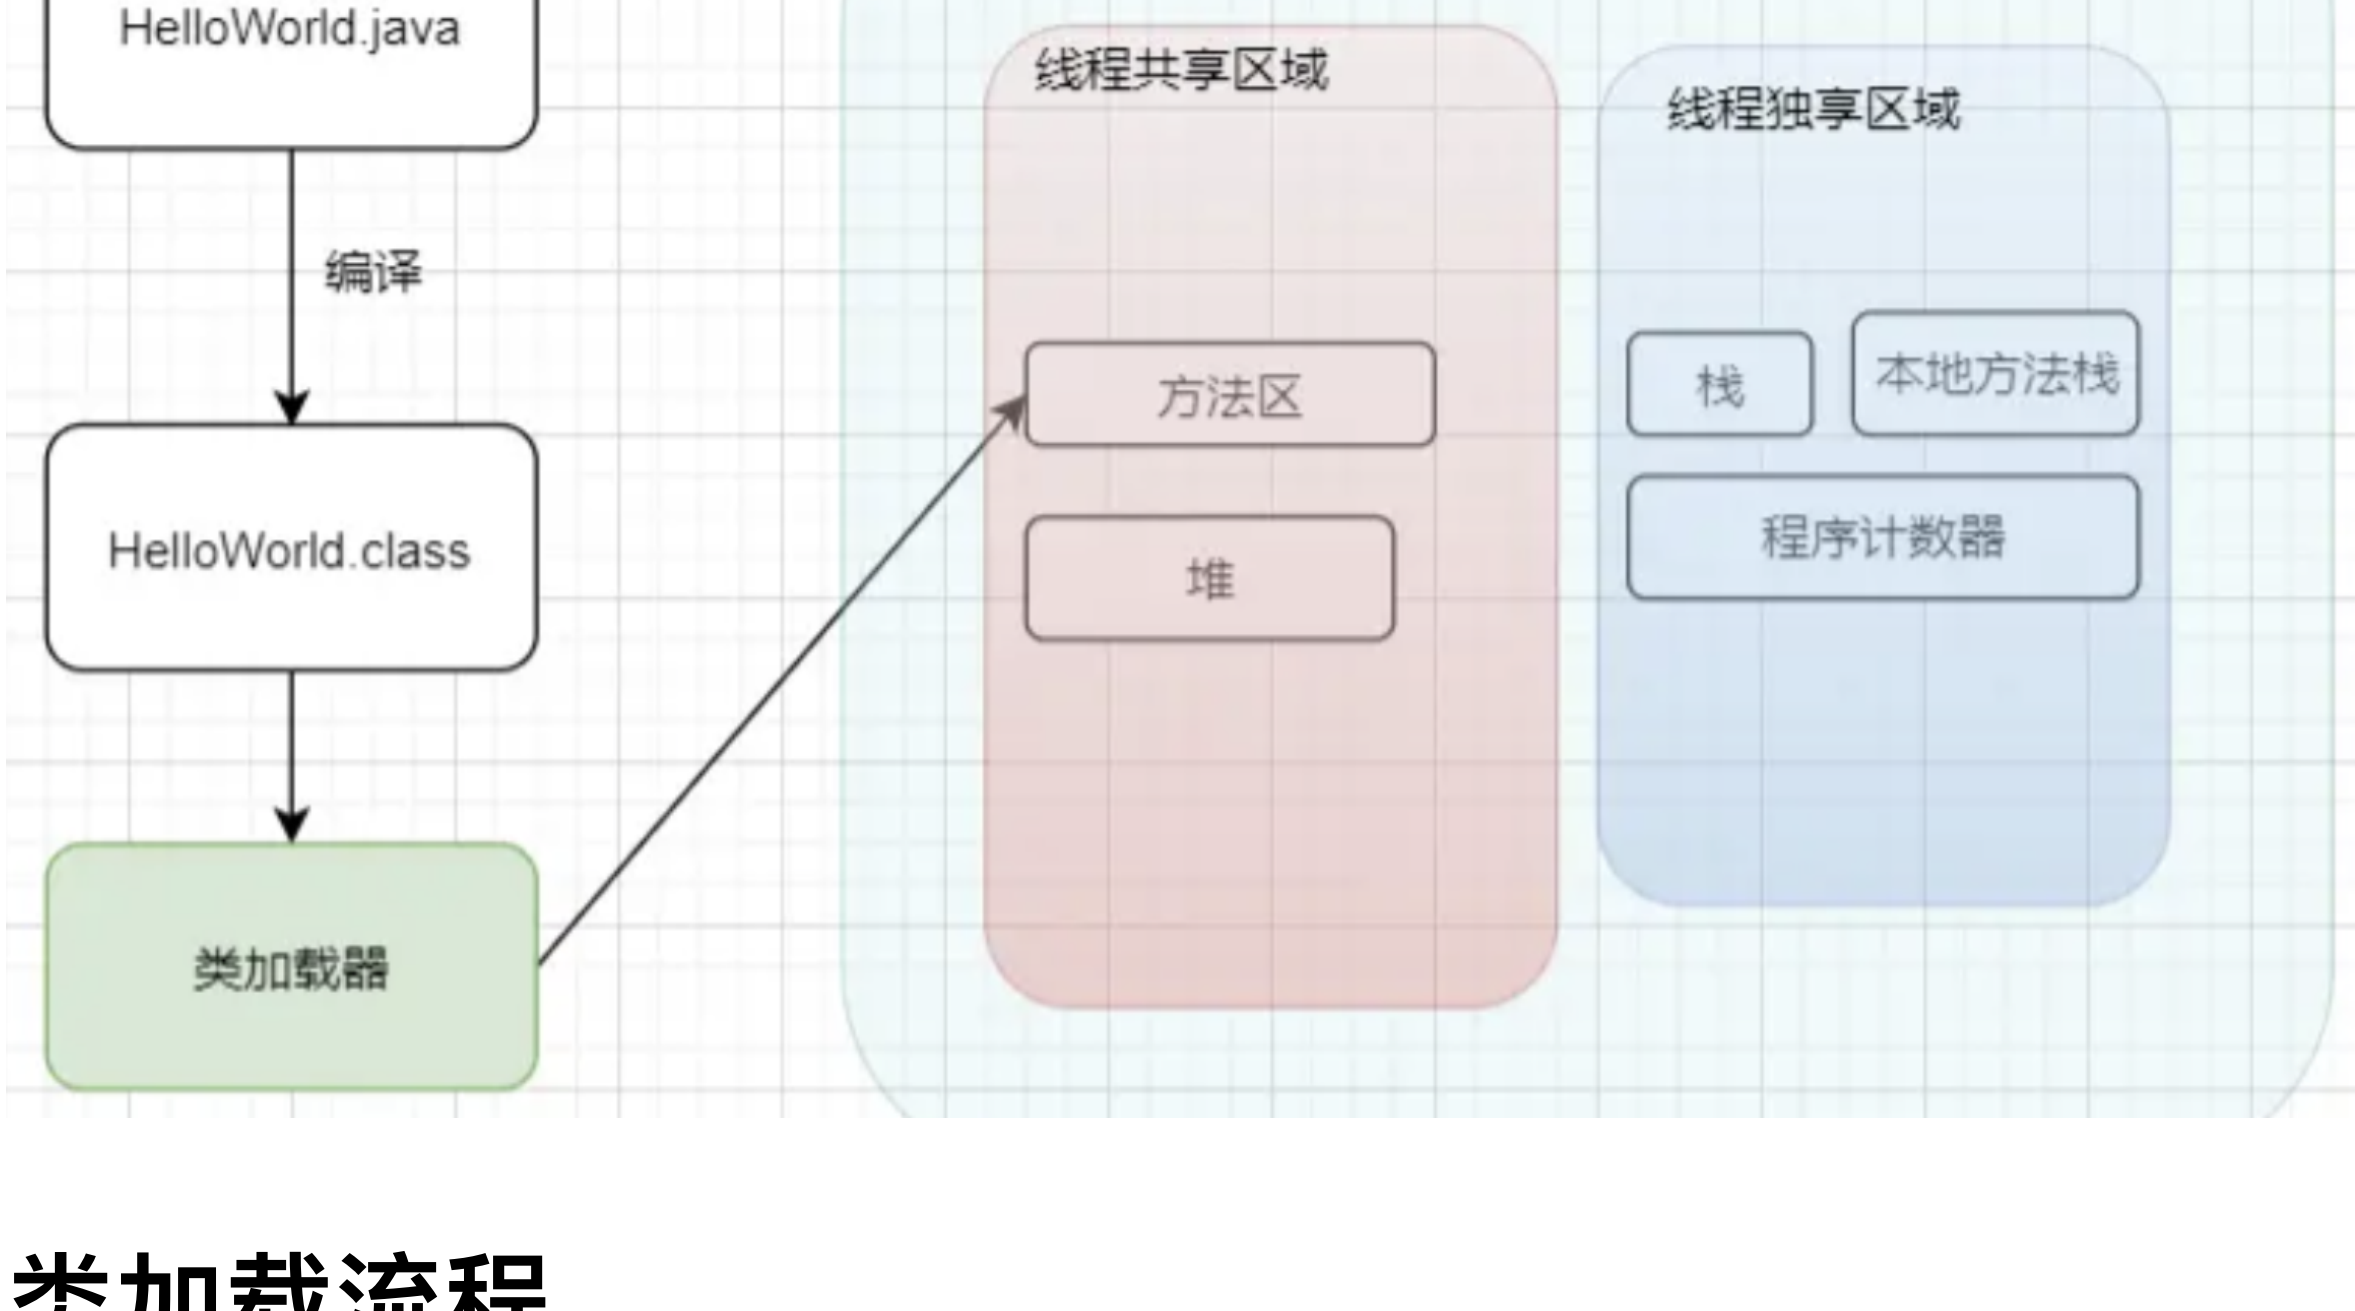 HelloWorld.java
编译
HelloWorld.class
类加载器
线程共享区域
方法区
堆
线程独享区域
栈
本地方法栈
程序计数器
类加载流程